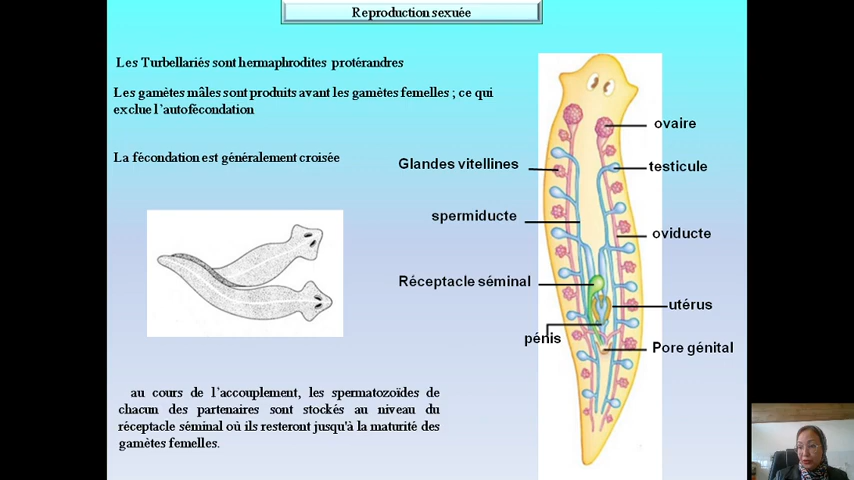 Reproduction sexuée
Les Turbellariés sont hermaphrodites protérandres
Les gamètes mâles sont produits avant les gamètes femelles ; ce qui
exclue l'autofécondation
La fécondation est généralement croisée
ovaire
Glandes vitellines
testicule
spermiducte
oviducte
Réceptacle séminal
utérus
pénis
Pore génital
au cours de l'accouplement, les spermatozoïdes de
chacun des partenaires sont stockés au niveau du
réceptacle séminal où ils resteront jusqu'à la maturité des
gamètes femelles.